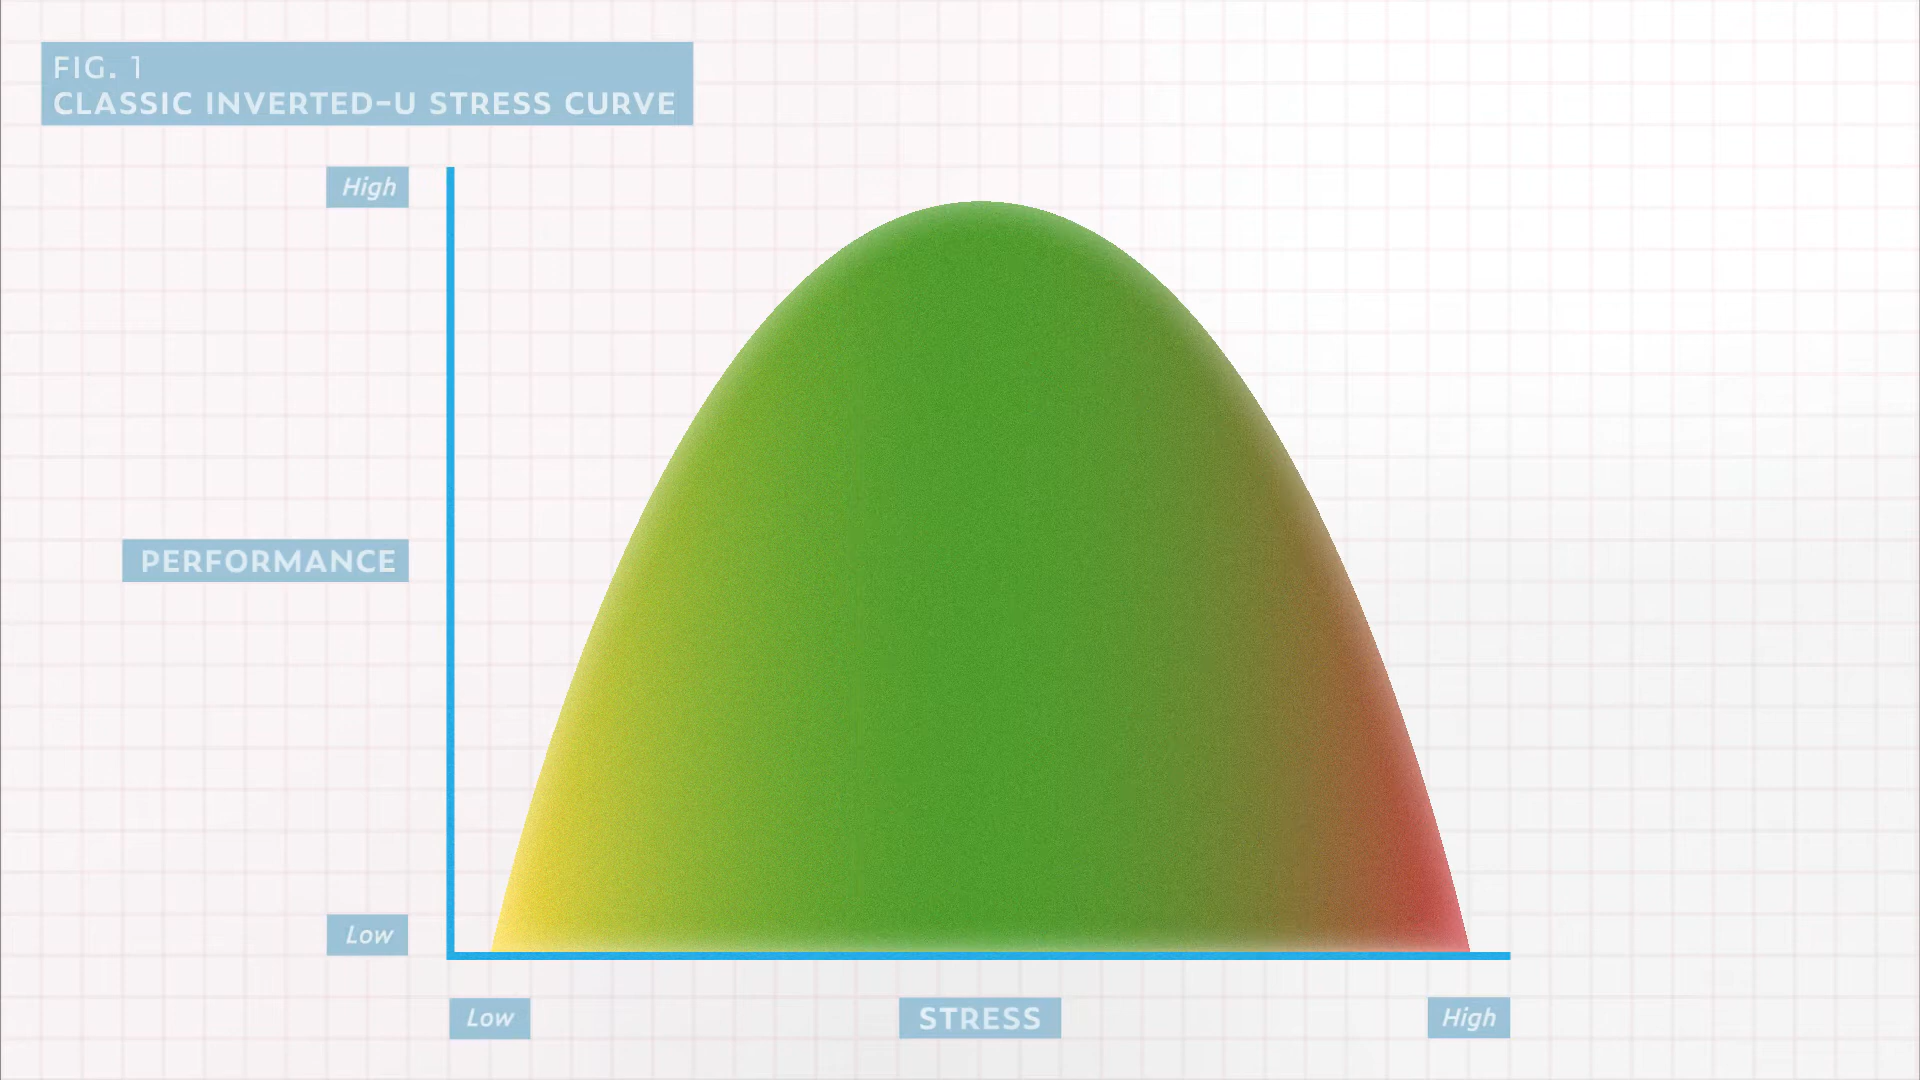 FIG. 1
CLASSIC INVERTED-U STRESS CURVE
High
PERFORMANCE
Low
Low
STRESS
High